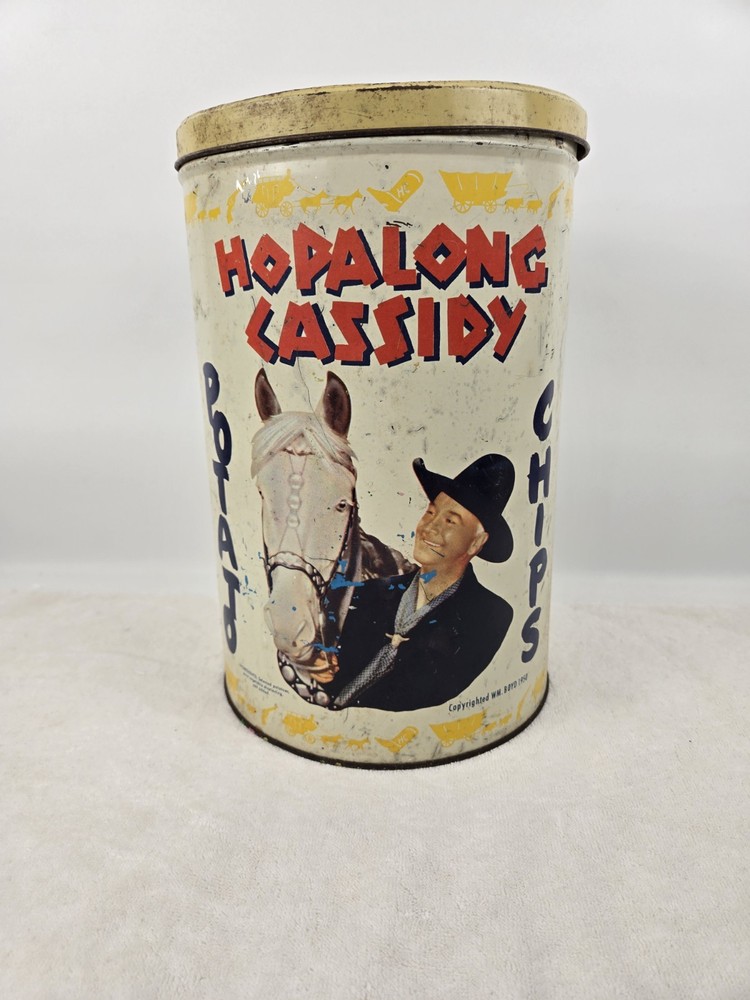 HOPALONG
CASSIDY
POTATO
CHIPS
Copyrighted WM. BOYD 1950